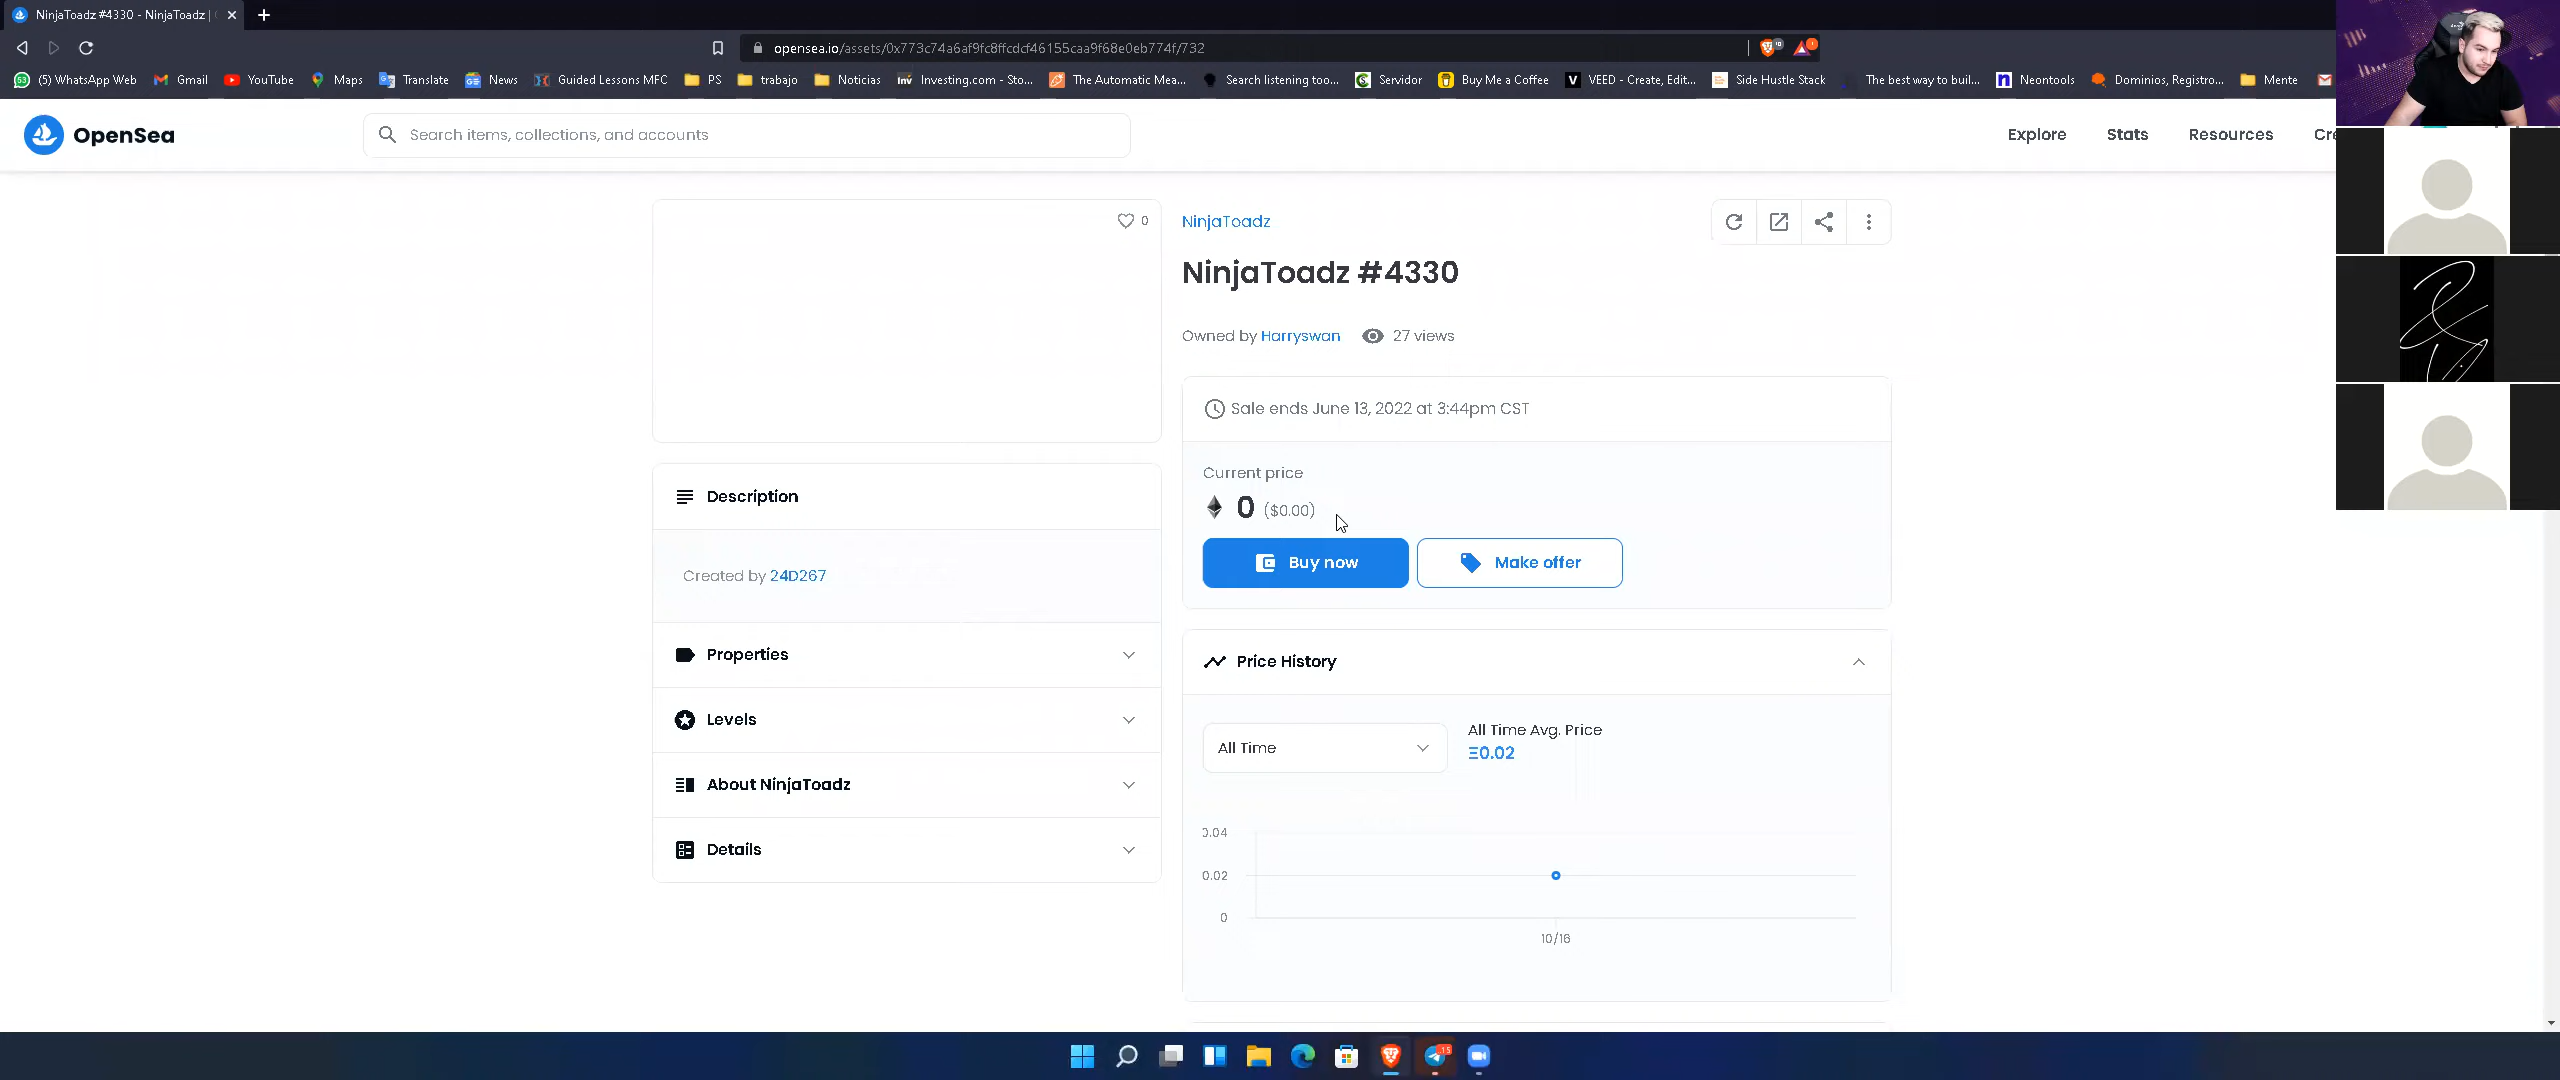 NinjaToadz #4330 - NinjaToadz |
opensea.io/assets/0x773c74a6af9fc8ffcdcf46155caa9f68e0eb774f/732
(5) WhatsApp Web
Gmail
YouTube
Maps
Translate
News
Guided Lessons MFC
PS
trabajo
Noticias
Investing.com - Sto...
The Automatic Mea...
Search listening too...
Servidor
Buy Me a Coffee
VEED - Create, Edit...
Side Hustle Stack
The best way to buil...
Neontools
Dominios, Registro...
Mente
OpenSea
Search items, collections, and accounts
Explore
Stats
Resources
Cre
0
NinjaToadz
NinjaToadz #4330
Owned by Harryswan
27 views
Sale ends June 13, 2022 at 3:44pm CST
Current price
0 ($0.00)
Buy now
Make offer
Description
Created by 24D267
Properties
Levels
About NinjaToadz
Details
Price History
All Time
All Time Avg. Price
Ξ0.02
0.04
0.02
0
10/16
15